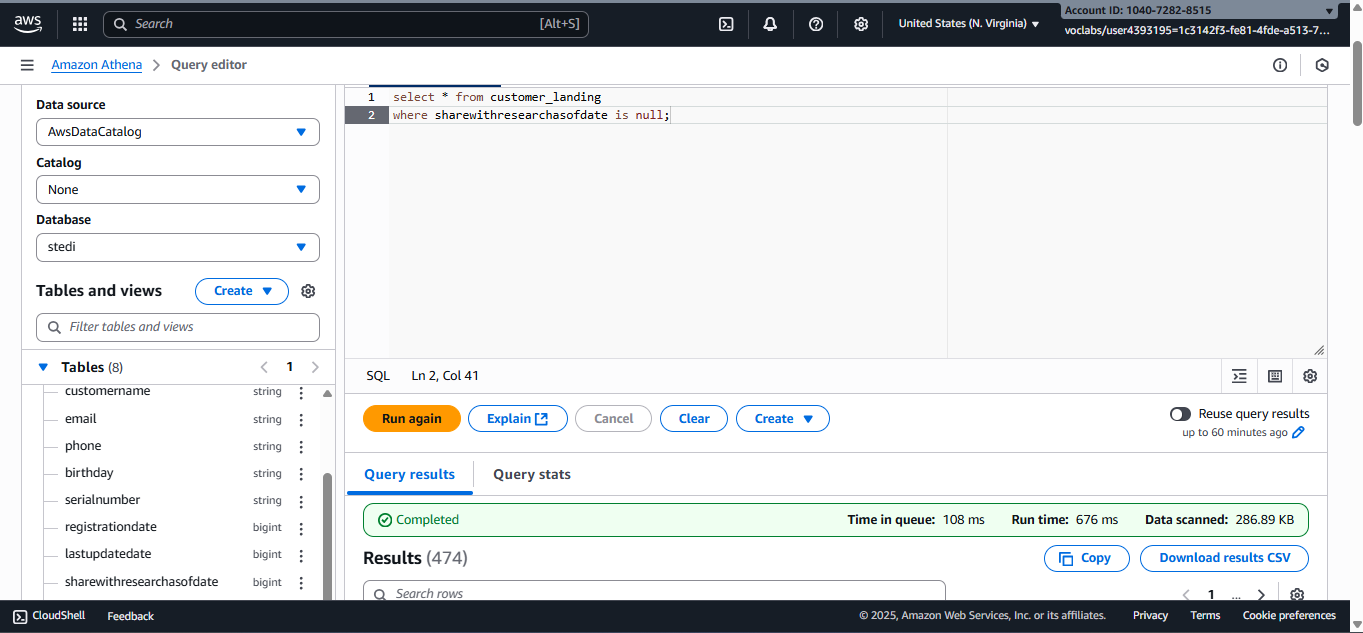 aws
Search [Alt+S]
United States (N. Virginia)
Account ID: 1040-7282-8515
voclabs/user4393195=1c3142f3-fe81-4fde-a513-7...
Amazon Athena
Query editor
Data source
AwsDataCatalog
Catalog
None
Database
stedi
Tables and views
Create
Filter tables and views
Tables (8)
1
customername string
email string
phone string
birthday string
serialnumber string
registrationdate bigint
lastupdatedate bigint
sharewithresearchasofdate bigint
1 select * from customer_landing
2 where sharewithresearchasofdate is null;
SQL Ln 2, Col 41
Run again
Explain
Cancel
Clear
Create
Reuse query results
up to 60 minutes ago
Query results
Query stats
Completed
Time in queue: 108 ms
Run time: 676 ms
Data scanned: 286.89 KB
Results (474)
Copy
Download results CSV
Search rows
1 ...
CloudShell
Feedback
© 2025, Amazon Web Services, Inc. or its affiliates.
Privacy
Terms
Cookie preferences